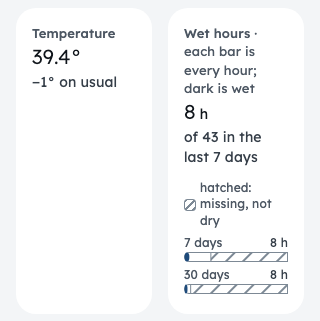 Temperature
39.4°
−1° on usual
Wet hours ·
each bar is
every hour;
dark is wet
8 h
of 43 in the
last 7 days
hatched:
missing, not
dry
7 days 8 h
30 days 8 h